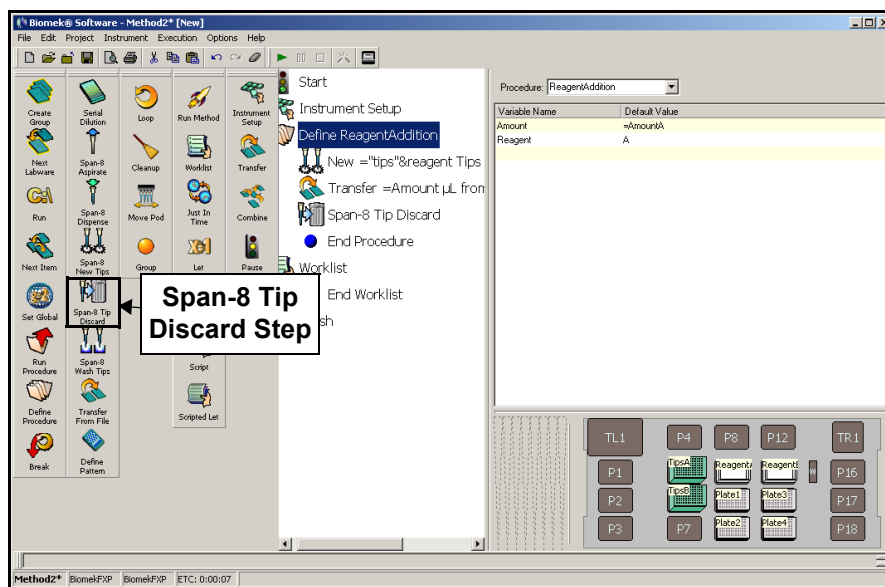 Biomek® Software - Method2* [New]
File Edit Project Instrument Execution Options Help
Create Group
Serial Dilution
Loop
Run Method
Instrument Setup
Next Labware
Span-8 Aspirate
Cleanup
Worklist
Transfer
Run
Span-8 Dispense
Move Pod
Just In Time
Combine
Next Item
Span-8 New Tips
Group
Let
Pause
Set Global
Span-8 Tip Discard
Run Procedure
Span-8 Wash Tips
Script
Define Procedure
Transfer From File
Scripted Let
Break
Define Pattern
Span-8 Tip
Discard Step
Start
Instrument Setup
Define ReagentAddition
New ="tips"&reagent Tips
Transfer =Amount µL from
Span-8 Tip Discard
End Procedure
Worklist
End Worklist
sh
Procedure: ReagentAddition
Variable Name Default Value
Amount =AmountA
Reagent A
TL1 P4 P8 P12 TR1
P1 TipsA Reagent Reagent W P16
P2 TipsB Plate1 Plate3 P17
P3 P7 Plate2 Plate4 P18
Method2* BiomekFXP BiomekFXP ETC: 0:00:07